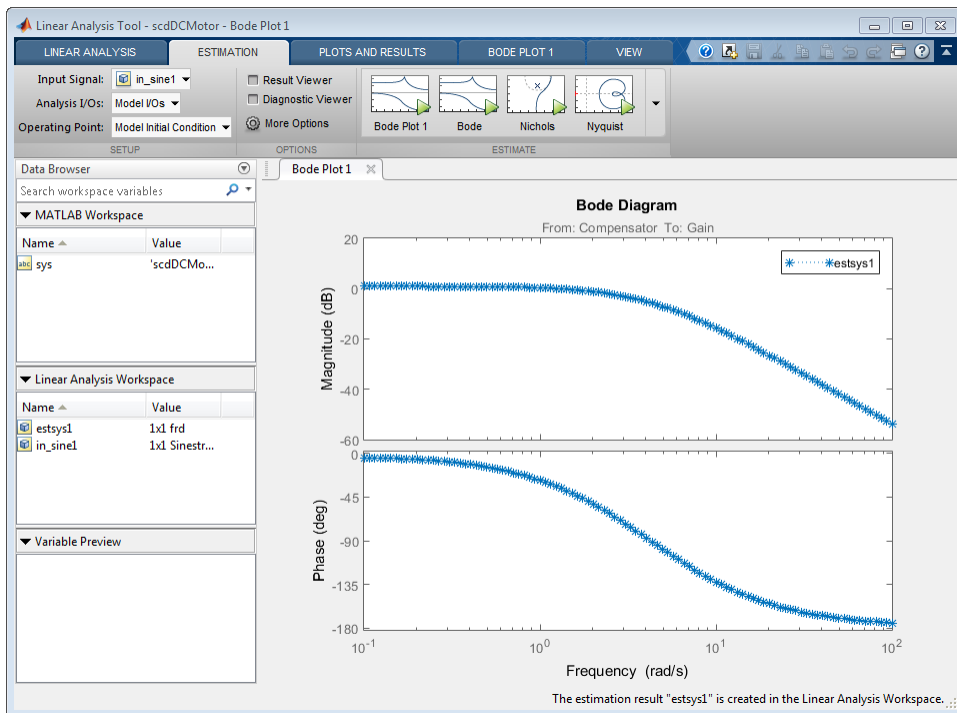 Linear Analysis Tool - scdDCMotor - Bode Plot 1
LINEAR ANALYSIS ESTIMATION PLOTS AND RESULTS BODE PLOT 1 VIEW
Input Signal: in_sine1
Analysis I/Os: Model I/Os
Operating Point: Model Initial Condition
SETUP
Result Viewer
Diagnostic Viewer
More Options
OPTIONS
Bode Plot 1 Bode Nichols Nyquist
ESTIMATE
Data Browser
Search workspace variables
MATLAB Workspace
Name Value
abc sys 'scdDCMo...
Linear Analysis Workspace
Name Value
estsys1 1x1 frd
in_sine1 1x1 Sinestr...
Variable Preview
Bode Plot 1
Bode Diagram
From: Compensator To: Gain
Magnitude (dB)
20
0
-20
-40
-60
estsys1
Phase (deg)
0
-45
-90
-135
-180
10^-1 10^0 10^1 10^2
Frequency (rad/s)
The estimation result "estsys1" is created in the Linear Analysis Workspace.